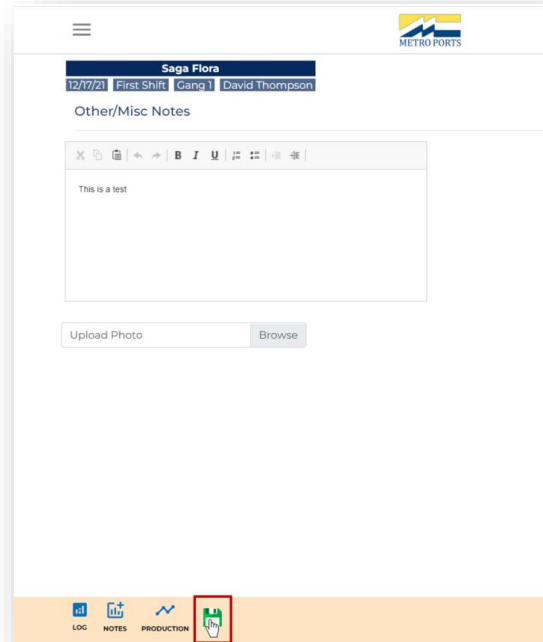 METRO PORTS
Saga Flora
12/17/21 First Shift Gang 1 David Thompson
Other/Misc Notes
B I U
This is a test
Upload Photo Browse
LOG NOTES PRODUCTION